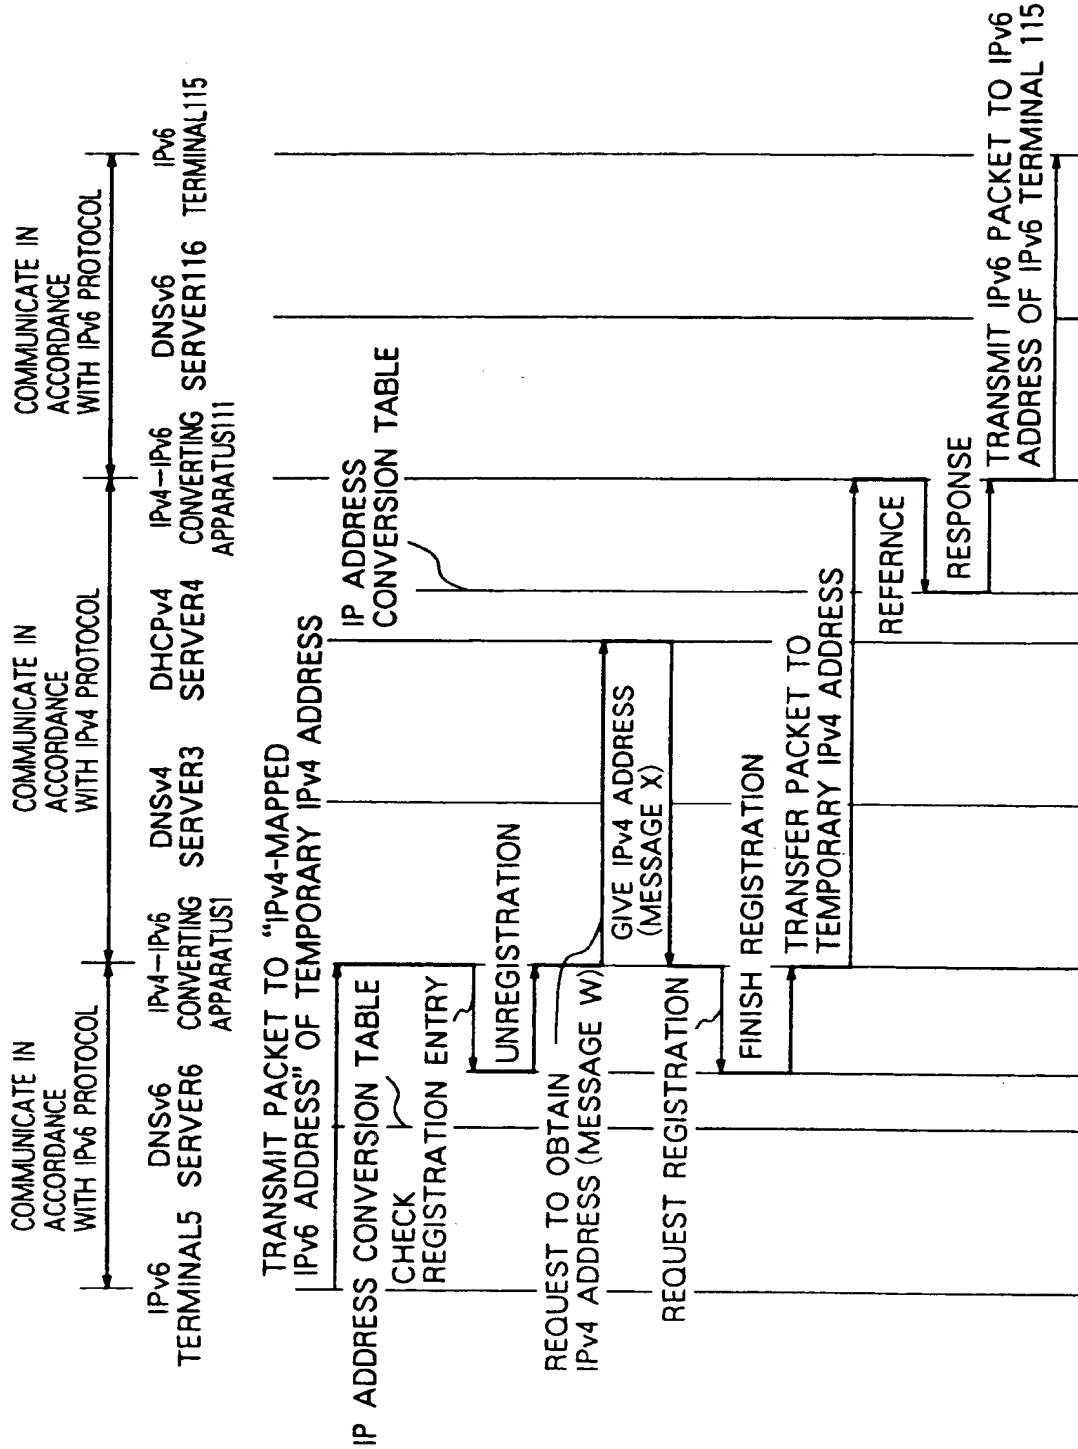 COMMUNICATE IN
ACCORDANCE
WITH IPv6 PROTOCOL
COMMUNICATE IN
ACCORDANCE
WITH IPv4 PROTOCOL
COMMUNICATE IN
ACCORDANCE
WITH IPv6 PROTOCOL
IPv6
TERMINAL5
DNSv6
SERVER6
IPv4-IPv6
CONVERTING
APPARATUS1
DNSv4
SERVER3
DHCPv4
SERVER4
IPv4-IPv6
CONVERTING
APPARATUS111
DNSv6
SERVER116
IPv6
TERMINAL115
TRANSMIT PACKET TO "IPv4-MAPPED
IPv6 ADDRESS" OF TEMPORARY IPv4 ADDRESS
IP ADDRESS CONVERSION TABLE
IP ADDRESS
CONVERSION TABLE
CHECK
REGISTRATION ENTRY
UNREGISTRATION
REQUEST TO OBTAIN
IPv4 ADDRESS (MESSAGE W)
GIVE IPv4 ADDRESS
(MESSAGE X)
REQUEST REGISTRATION
FINISH REGISTRATION
TRANSFER PACKET TO
TEMPORARY IPv4 ADDRESS
REFERNCE
RESPONSE
TRANSMIT IPv6 PACKET TO IPv6
ADDRESS OF IPv6 TERMINAL 115